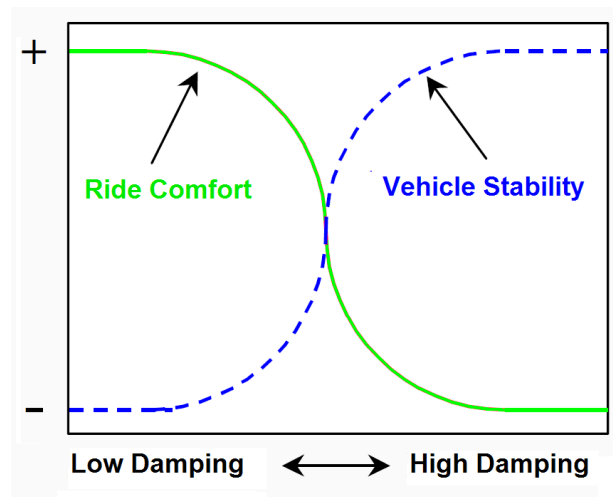 +
Ride Comfort
Vehicle Stability
-
Low Damping
High Damping